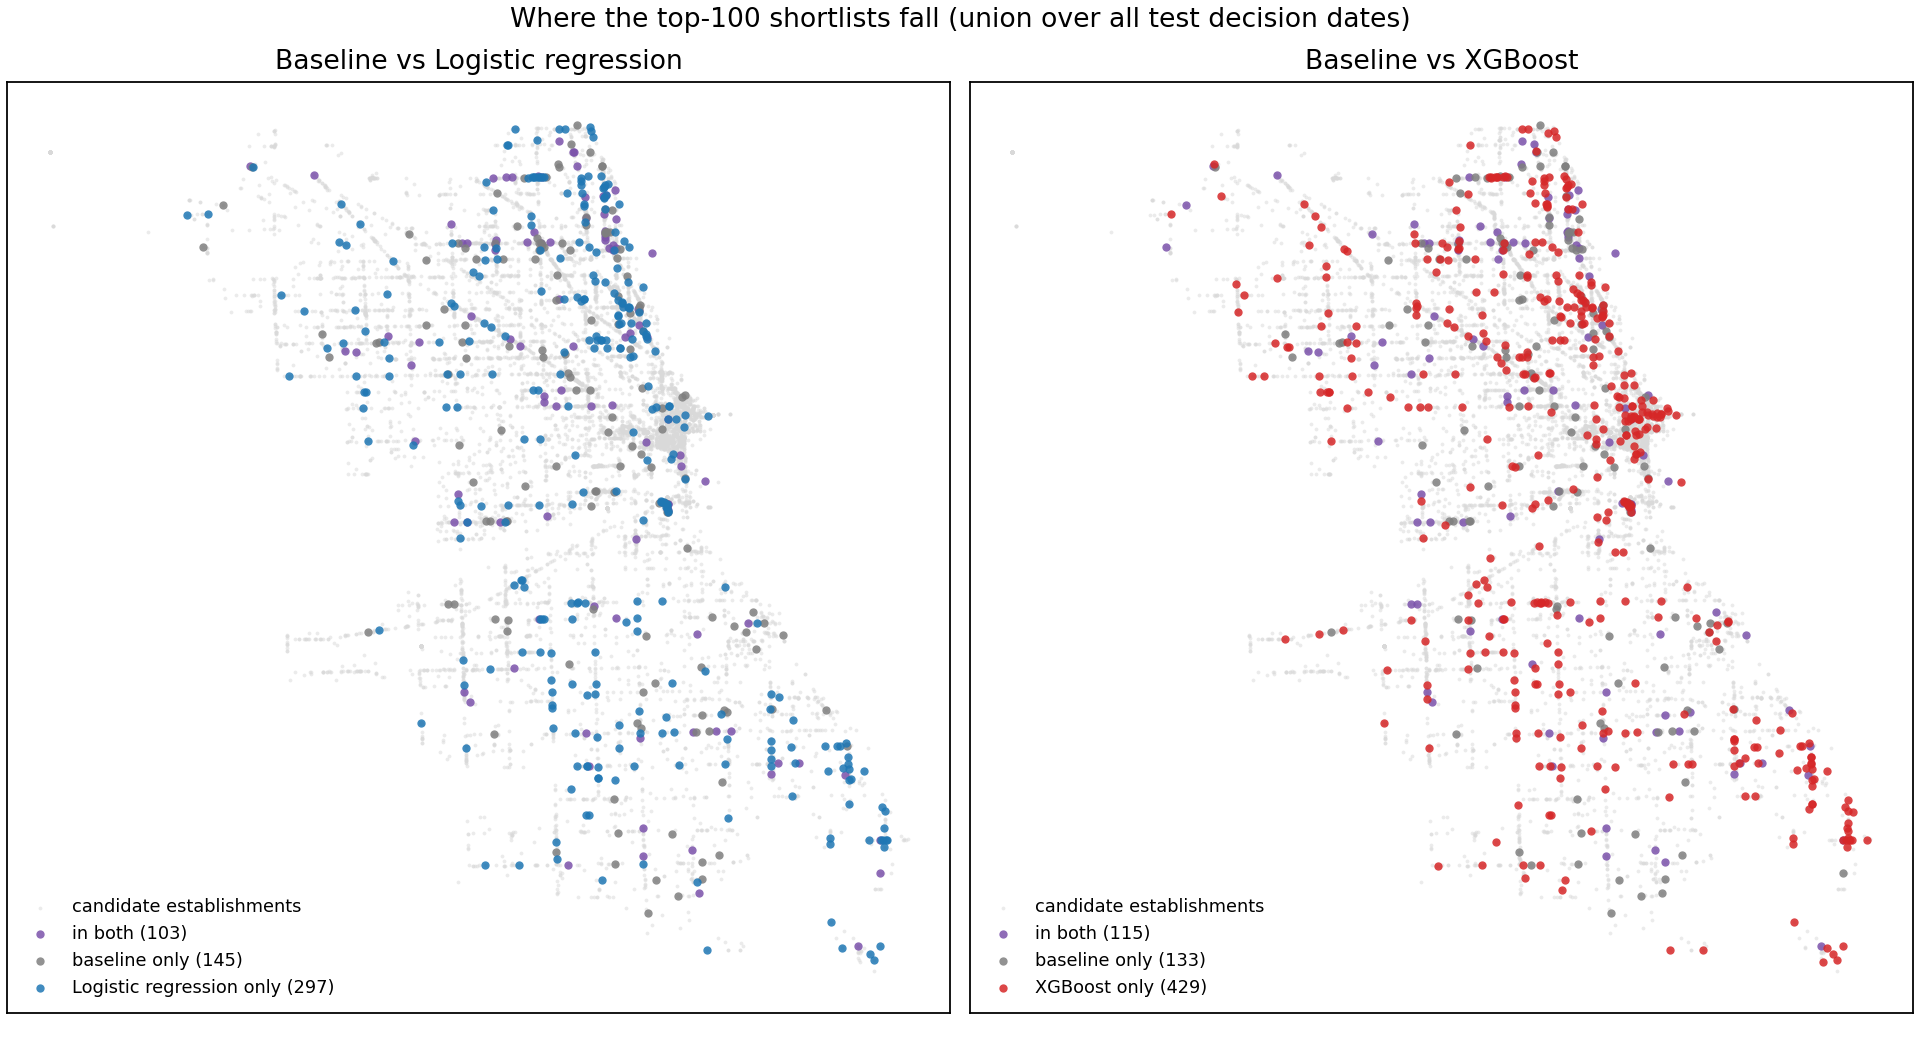 Where the top-100 shortlists fall (union over all test decision dates)
Baseline vs Logistic regression
candidate establishments
in both (103)
baseline only (145)
Logistic regression only (297)
Baseline vs XGBoost
candidate establishments
in both (115)
baseline only (133)
XGBoost only (429)